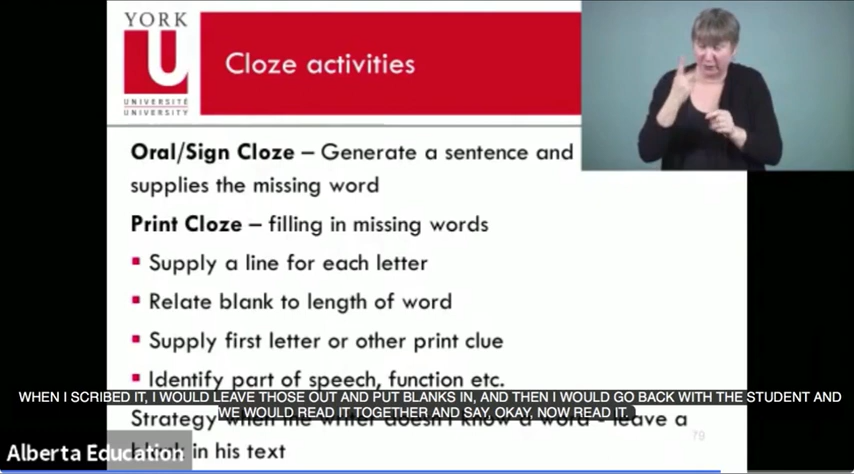 YORK
U
UNIVERSITÉ
UNIVERSITY
Cloze activities
Oral/Sign Cloze – Generate a sentence and
supplies the missing word
Print Cloze – filling in missing words
▪ Supply a line for each letter
▪ Relate blank to length of word
▪ Supply first letter or other print clue
▪ Identify part of speech, function etc.
WHEN I SCRIBED IT, I WOULD LEAVE THOSE OUT AND PUT BLANKS IN, AND THEN I WOULD GO BACK WITH THE STUDENT AND
WE WOULD READ IT TOGETHER AND SAY, OKAY, NOW READ IT.
Strategy when the writer doesn't know a word - leave a
79
blank in his text
Alberta Education